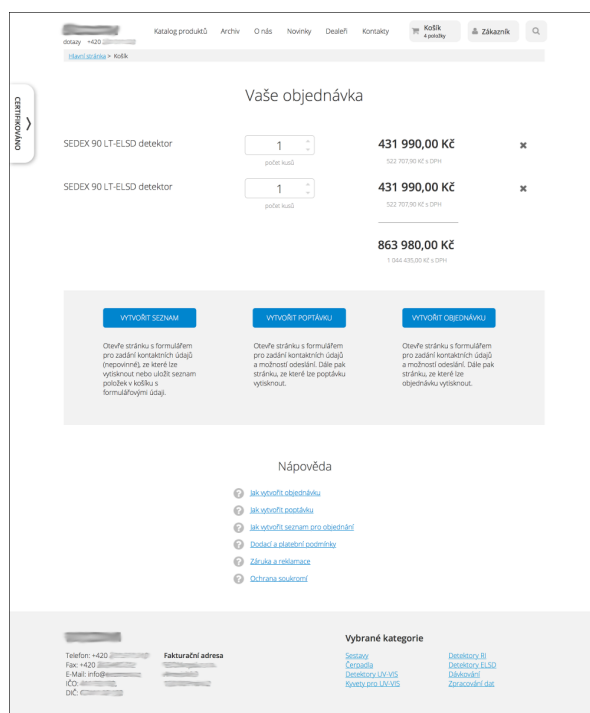 Katalog produktů Archiv O nás Novinky Dealeři Kontakty Košík Zákazník
4 položky
dotazy +420
Hlavní stránka > Košík
CERTIFIKOVÁNO
Vaše objednávka
SEDEX 90 LT-ELSD detektor 1 431 990,00 Kč
počet kusů 522 707,90 Kč s DPH
SEDEX 90 LT-ELSD detektor 1 431 990,00 Kč
počet kusů 522 707,90 Kč s DPH
863 980,00 Kč
1 044 435,00 Kč s DPH
VYTVOŘIT SEZNAM
Otevře stránku s formulářem
pro zadání kontaktních údajů
(nepovinné), ze které lze
vytisknout nebo uložit seznam
položek v košíku s
formulářovými údaji.
VYTVOŘIT POPTÁVKU
Otevře stránku s formulářem
pro zadání kontaktních údajů
a možností odeslání. Dále pak
stránku, ze které lze poptávku
vytisknout.
VYTVOŘIT OBJEDNÁVKU
Otevře stránku s formulářem
pro zadání kontaktních údajů
a možností odeslání. Dále pak
stránku, ze které lze
objednávku vytisknout.
Nápověda
? Jak vytvořit objednávku
? Jak vytvořit poptávku
? Jak vytvořit seznam pro objednání
? Dodací a platební podmínky
? Záruka a reklamace
? Ochrana soukromí
Telefon: +420
Fax: +420
E-Mail: info@
IČO:
DIČ:
Fakturační adresa
Vybrané kategorie
Sestavy
Čerpadla
Detektory UV-VIS
Kyvety pro UV-VIS
Detektory RI
Detektory ELSD
Dávkování
Zpracování dat